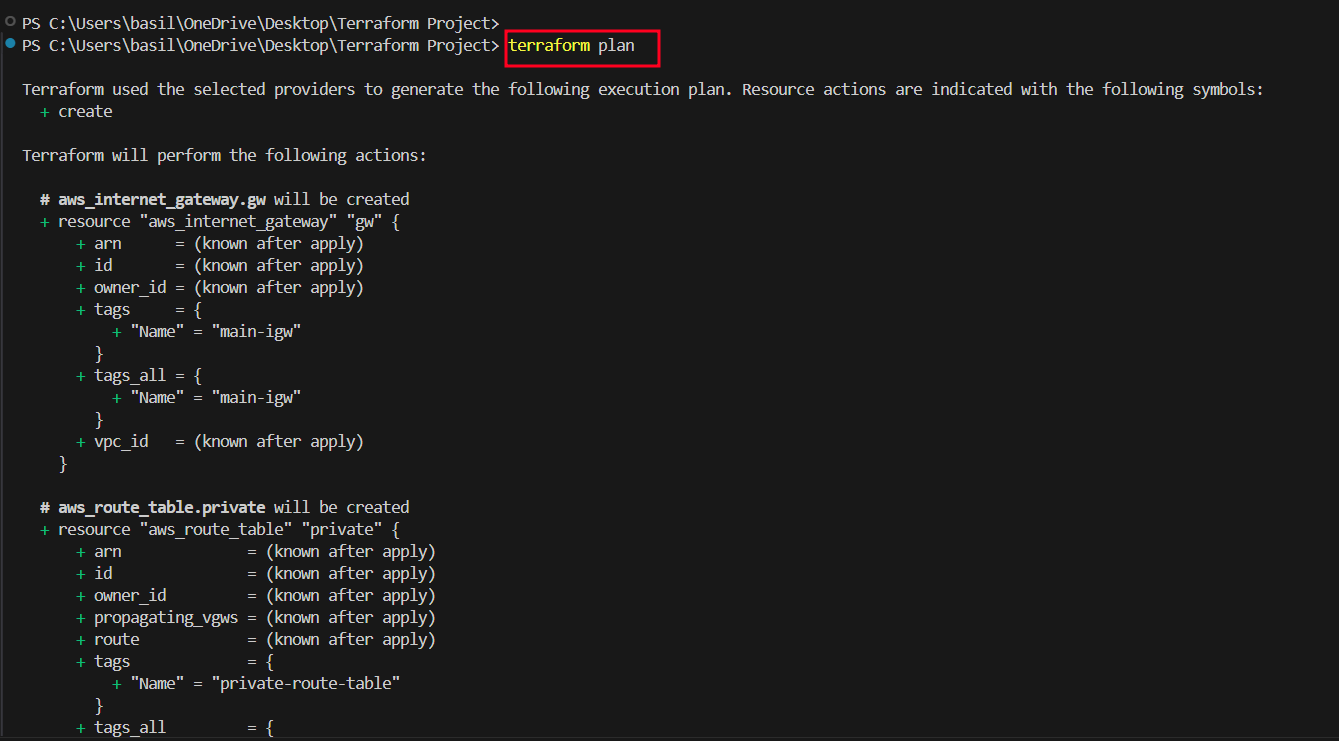 PS C:\Users\basil\OneDrive\Desktop\Terraform Project>
PS C:\Users\basil\OneDrive\Desktop\Terraform Project> terraform plan
Terraform used the selected providers to generate the following execution plan. Resource actions are indicated with the following symbols:
  + create
Terraform will perform the following actions:
  # aws_internet_gateway.gw will be created
  + resource "aws_internet_gateway" "gw" {
      + arn      = (known after apply)
      + id       = (known after apply)
      + owner_id = (known after apply)
      + tags     = {
          + "Name" = "main-igw"
        }
      + tags_all = {
          + "Name" = "main-igw"
        }
      + vpc_id   = (known after apply)
    }
  # aws_route_table.private will be created
  + resource "aws_route_table" "private" {
      + arn              = (known after apply)
      + id               = (known after apply)
      + owner_id         = (known after apply)
      + propagating_vgws = (known after apply)
      + route            = (known after apply)
      + tags             = {
          + "Name" = "private-route-table"
        }
      + tags_all         = {